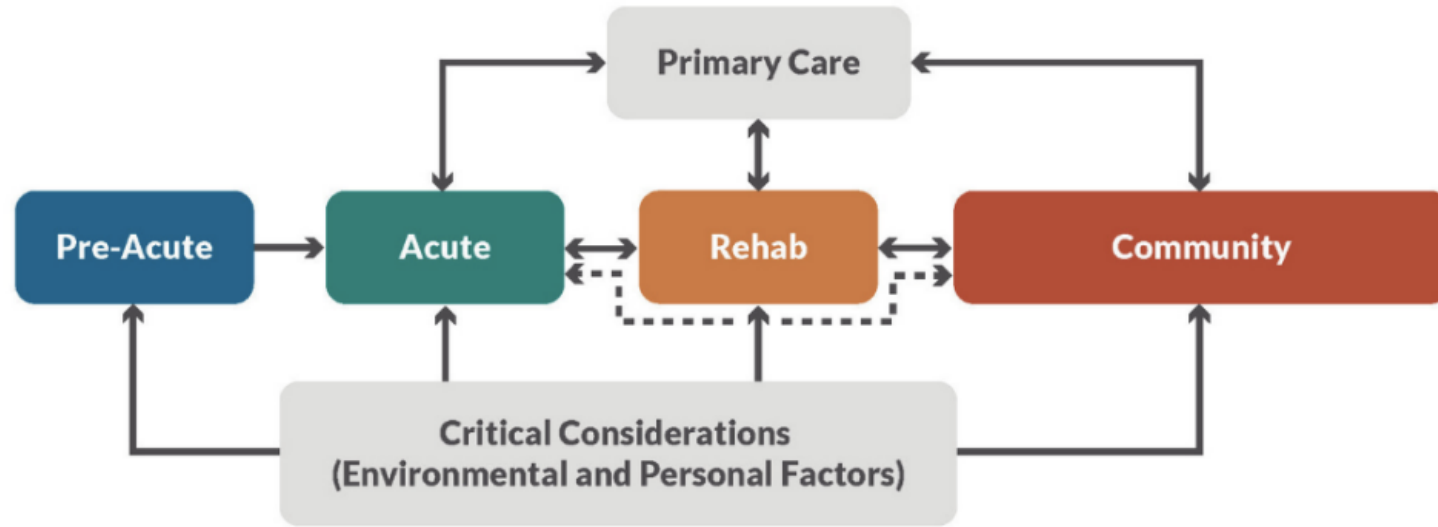 Primary Care
Pre-Acute
Acute
Rehab
Community
Critical Considerations
(Environmental and Personal Factors)